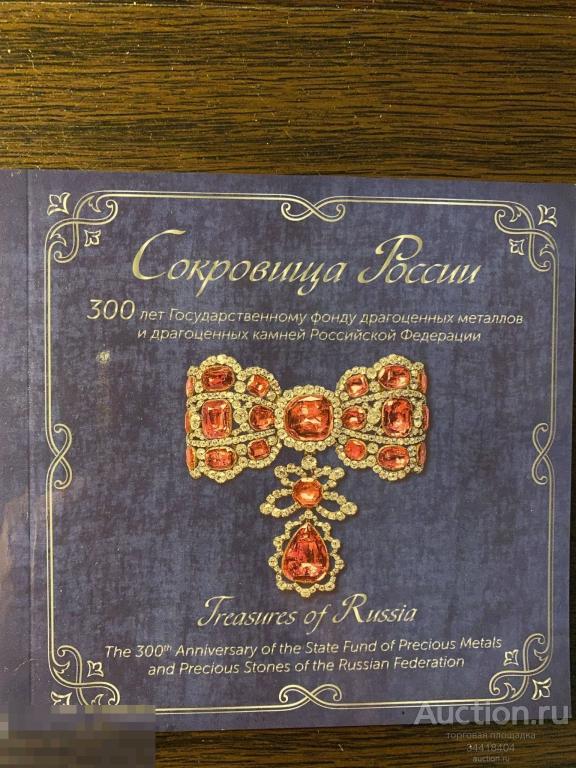 Сокровища России
300 лет Государственному фонду драгоценных металлов
и драгоценных камней Российской Федерации
Treasures of Russia
The 300th Anniversary of the State Fund of Precious Metals
and Precious Stones of the Russian Federation
Auction.ru
торговая площадка
34418404
auction.ru